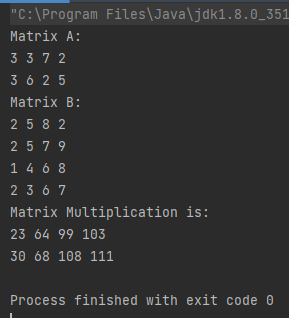 "C:\Program Files\Java\jdk1.8.0_351
Matrix A:
3 3 7 2
3 6 2 5
Matrix B:
2 5 8 2
2 5 7 9
1 4 6 8
2 3 6 7
Matrix Multiplication is:
23 64 99 103
30 68 108 111
Process finished with exit code 0